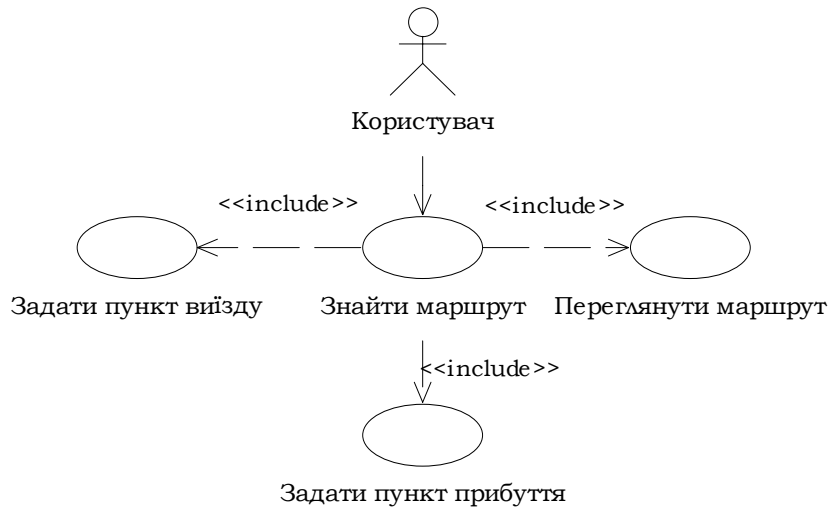 Користувач
<<include>>
<<include>>
Задати пункт виїзду
Знайти маршрут
Переглянути маршрут
<<include>>
Задати пункт прибуття